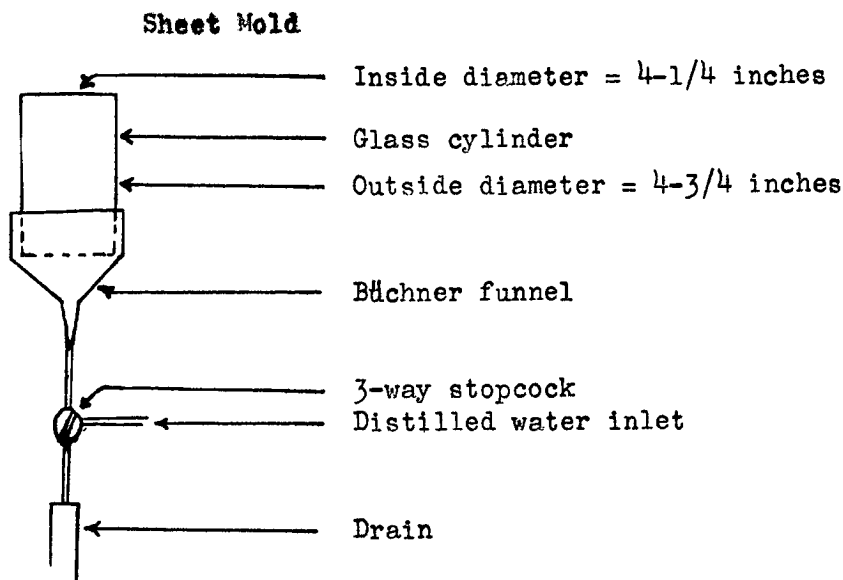 Sheet Mold
Inside diameter = 4-1/4 inches
Glass cylinder
Outside diameter = 4-3/4 inches
Büchner funnel
3-way stopcock
Distilled water inlet
Drain